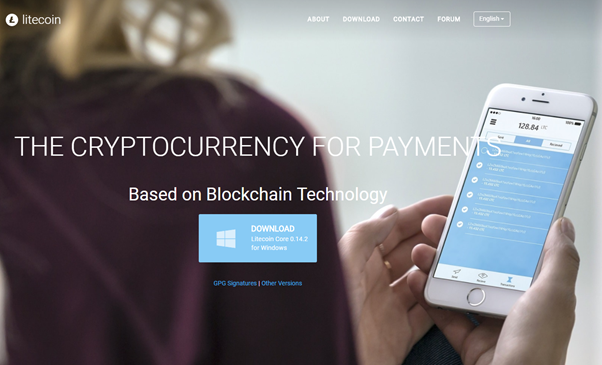 litecoin
ABOUT
DOWNLOAD
CONTACT
FORUM
English
THE CRYPTOCURRENCY FOR PAYMENTS
Based on Blockchain Technology
DOWNLOAD
Litecoin Core 0.14.2
for Windows
GPG Signatures | Other Versions
128.84 LTC